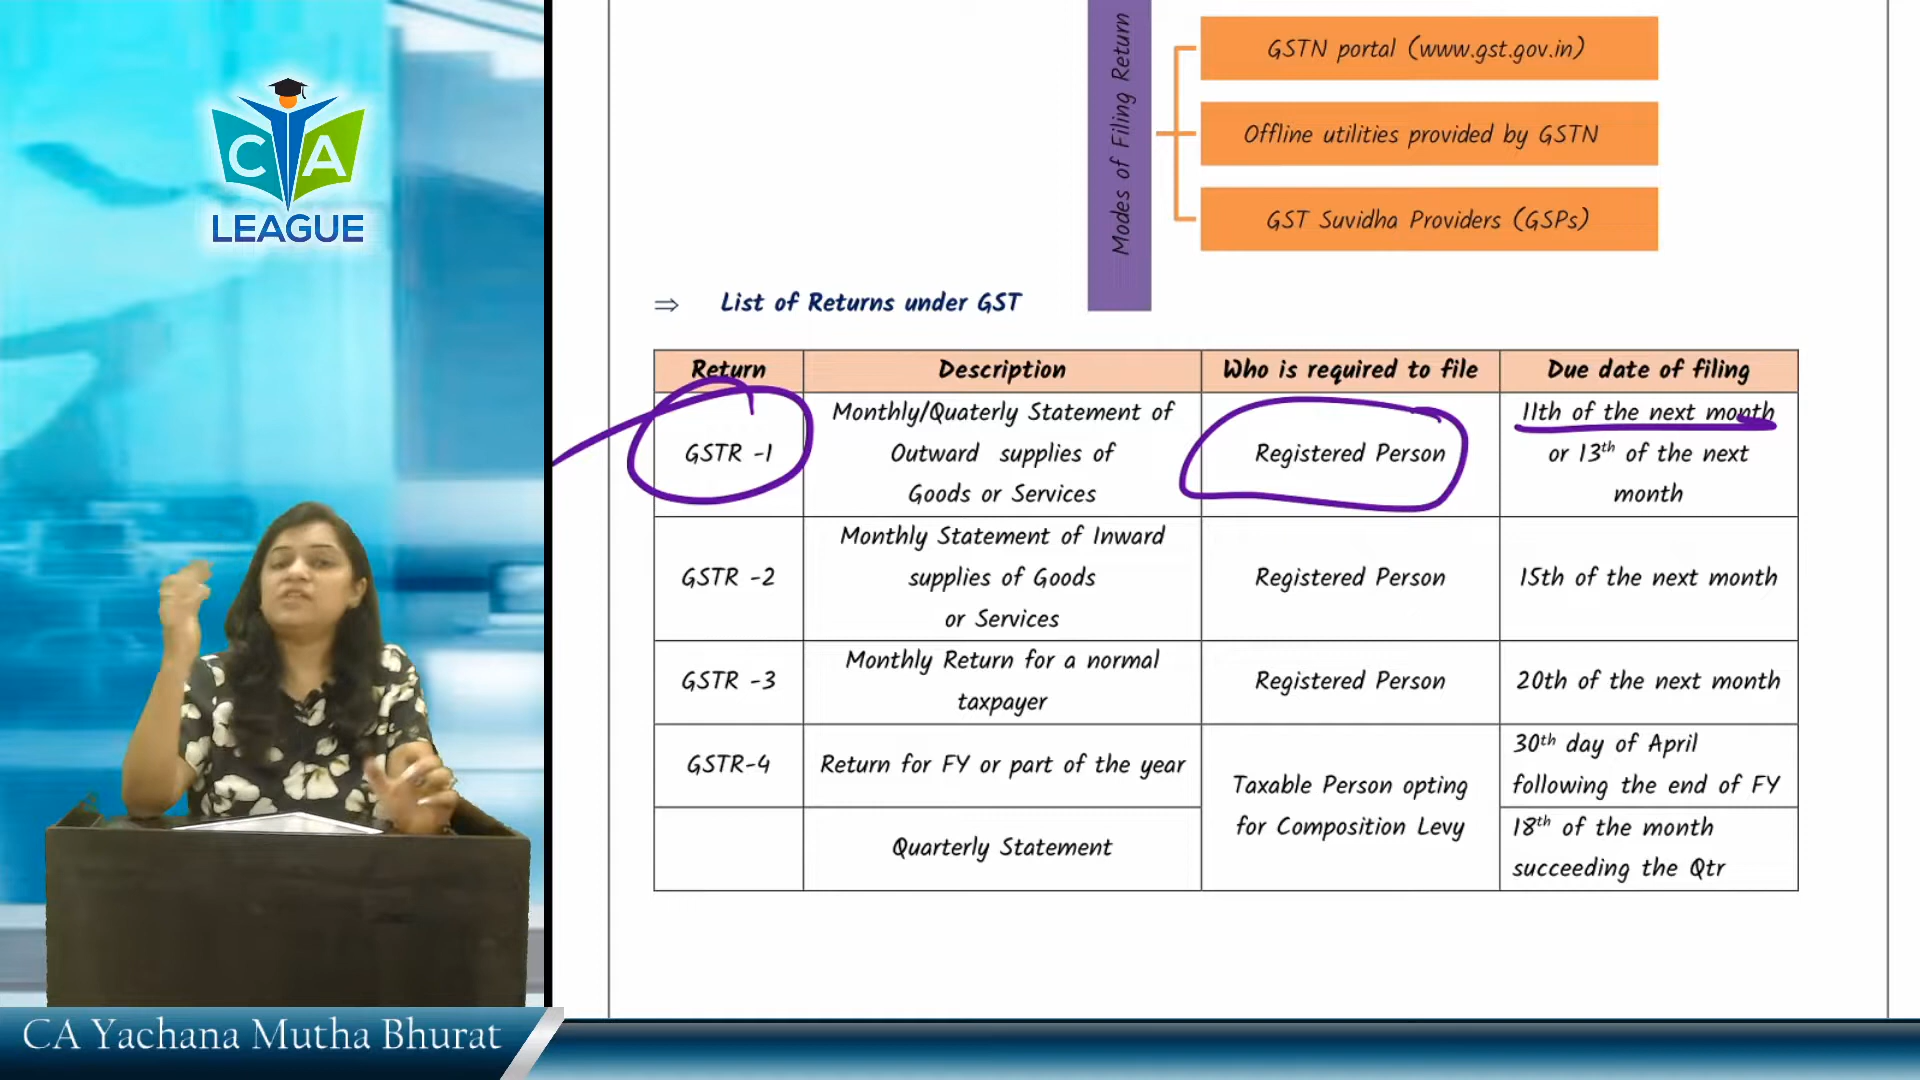 CA
LEAGUE
Modes of Filing Return
GSTN portal (www.gst.gov.in)
Offline utilities provided by GSTN
GST Suvidha Providers (GSPs)
⇒ List of Returns under GST
Return Description Who is required to file Due date of filing
GSTR -1
Monthly/Quaterly Statement of
Outward supplies of
Goods or Services
Registered Person
11th of the next month
or 13th of the next
month
GSTR -2
Monthly Statement of Inward
supplies of Goods
or Services
Registered Person
15th of the next month
GSTR -3
Monthly Return for a normal
taxpayer
Registered Person
20th of the next month
GSTR-4
Return for FY or part of the year
Taxable Person opting
for Composition Levy
30th day of April
following the end of FY
Quarterly Statement
18th of the month
succeeding the Qtr
CA Yachana Mutha Bhurat